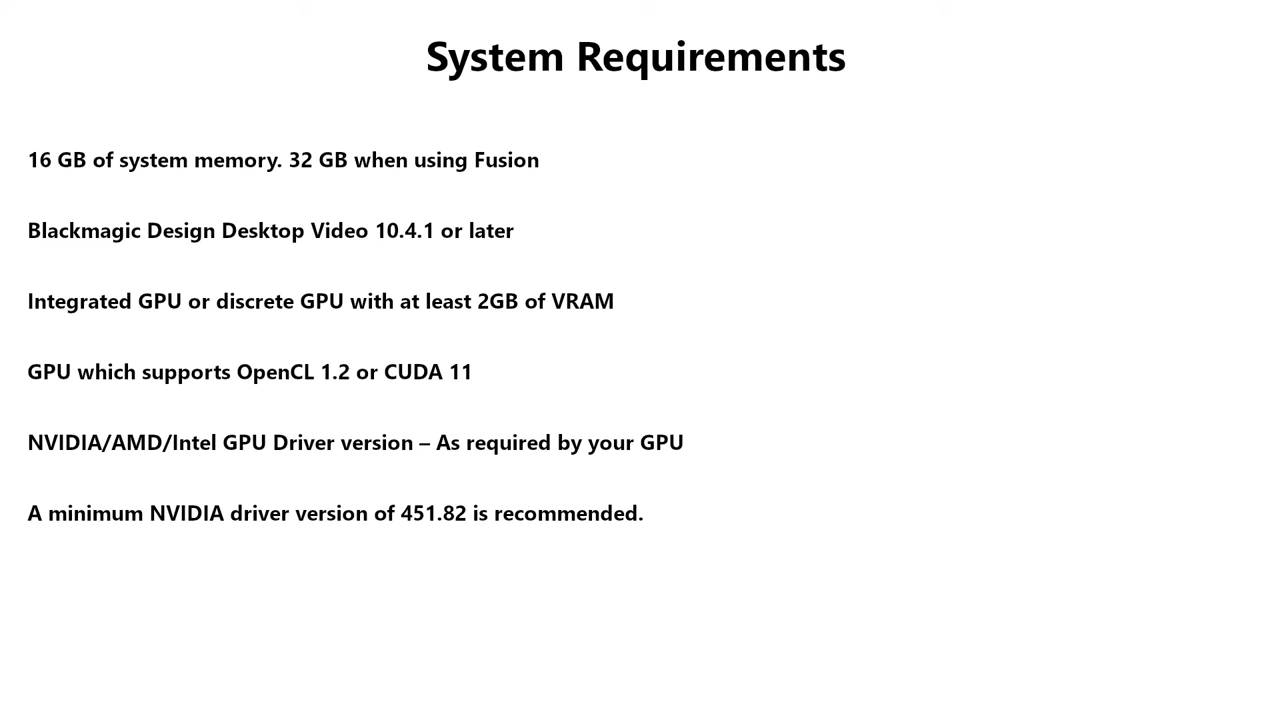 System Requirements
16 GB of system memory. 32 GB when using Fusion
Blackmagic Design Desktop Video 10.4.1 or later
Integrated GPU or discrete GPU with at least 2GB of VRAM
GPU which supports OpenCL 1.2 or CUDA 11
NVIDIA/AMD/Intel GPU Driver version – As required by your GPU
A minimum NVIDIA driver version of 451.82 is recommended.